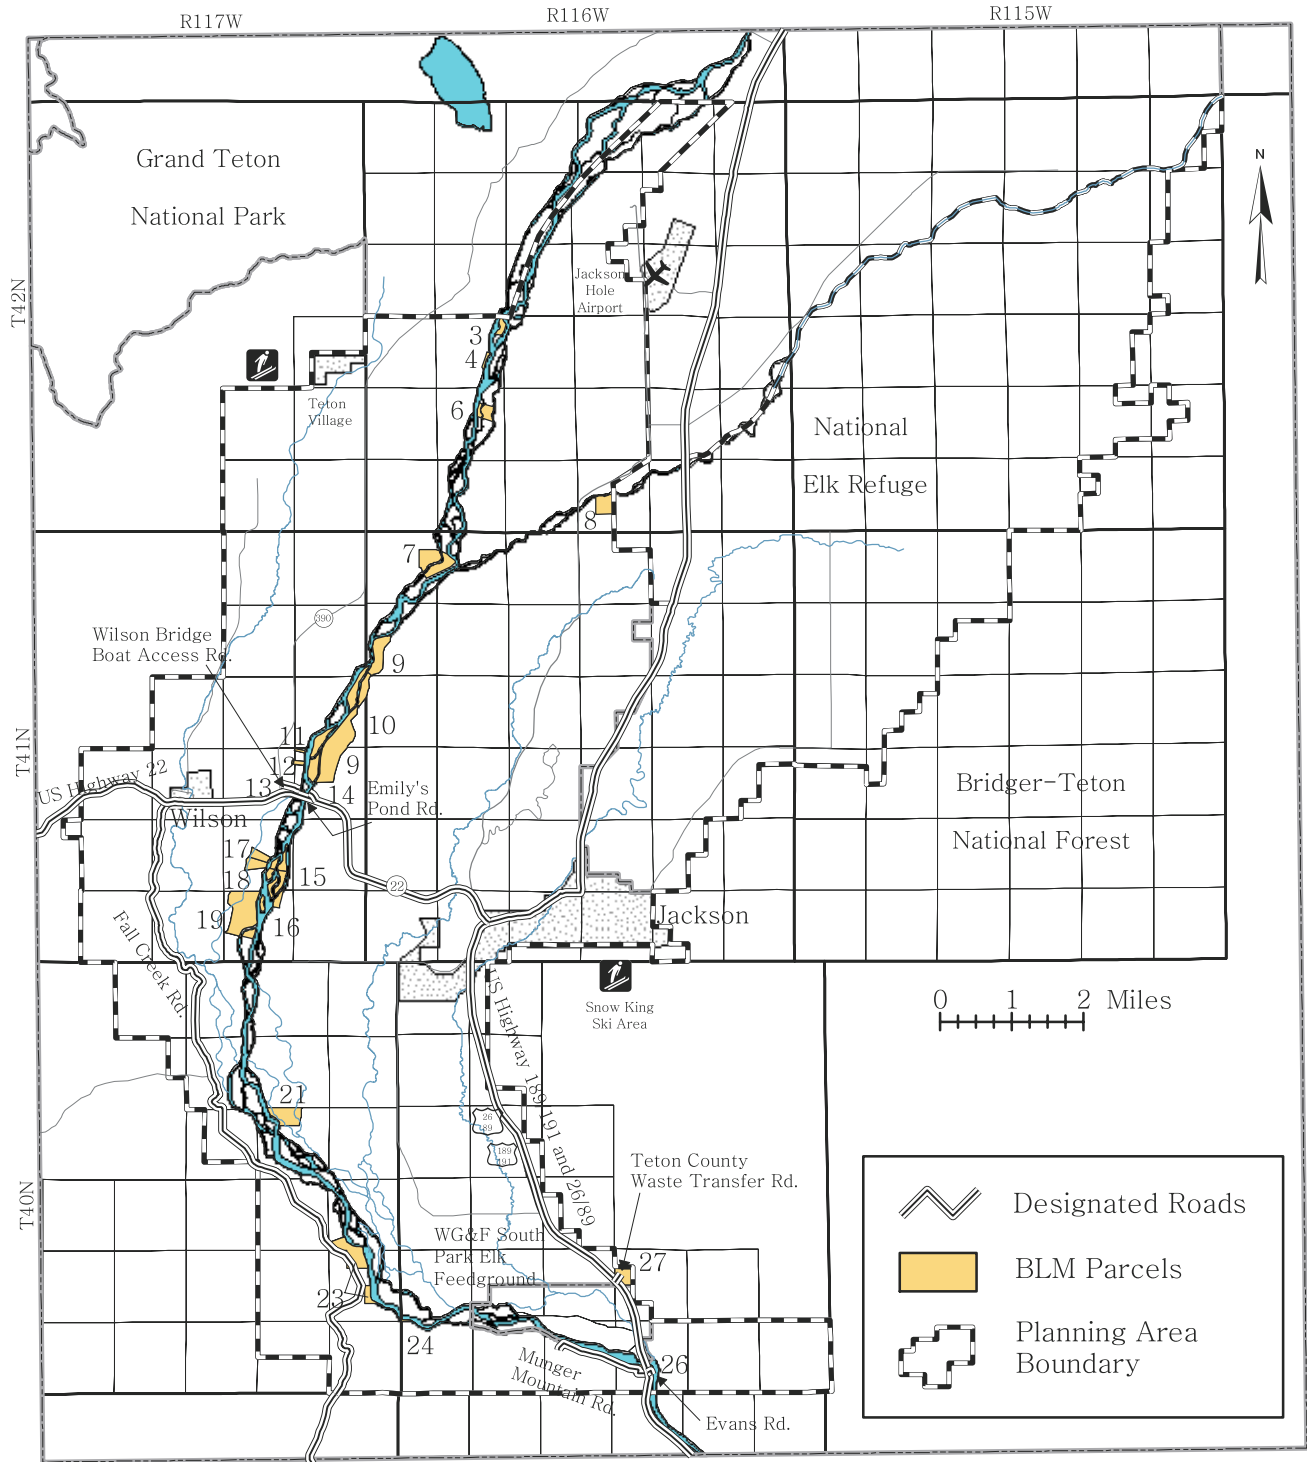 R117W
R116W
R115W
Grand Teton
National Park
N
T42N
Jackson
Hole
Airport
3
4
6
Teton
Village
National
Elk Refuge
8
7
390
Wilson Bridge
Boat Access Rd.
9
10
11
12
9
T41N
US Highway 22
13
14
Emily's
Pond Rd.
Wilson
Bridger-Teton
National Forest
17
15
18
22
19
16
Jackson
Fall Creek Rd.
US Highway 189/191 and 26/89
Snow King
Ski Area
0 1 2 Miles
21
26
89
189
191
Teton County
Waste Transfer Rd.
T40N
WG&F South
Park Elk
Feedground
27
23
24
Munger
Mountain Rd.
26
Evans Rd.
Designated Roads
BLM Parcels
Planning Area
Boundary